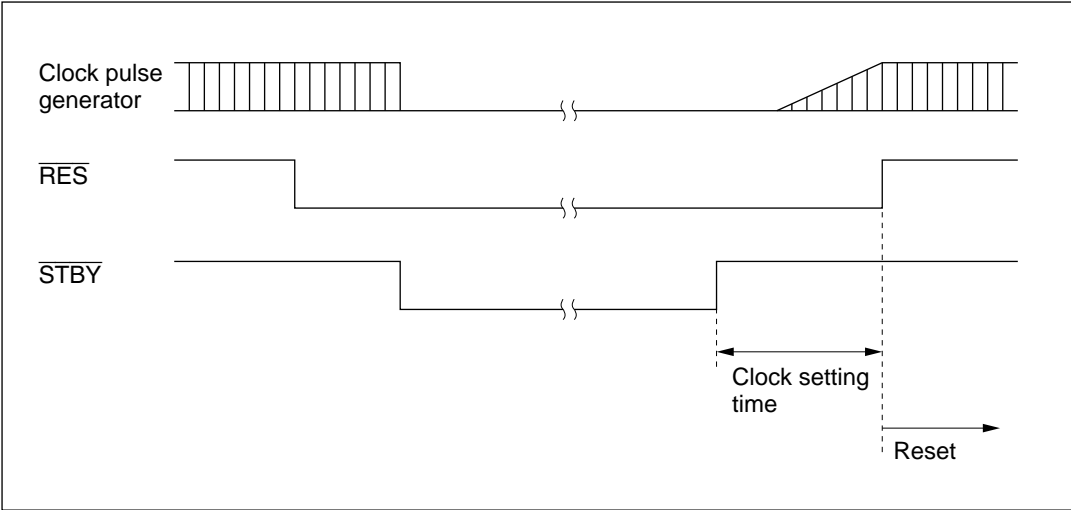 Clock pulse
generator
RES
STBY
Clock setting
time
Reset